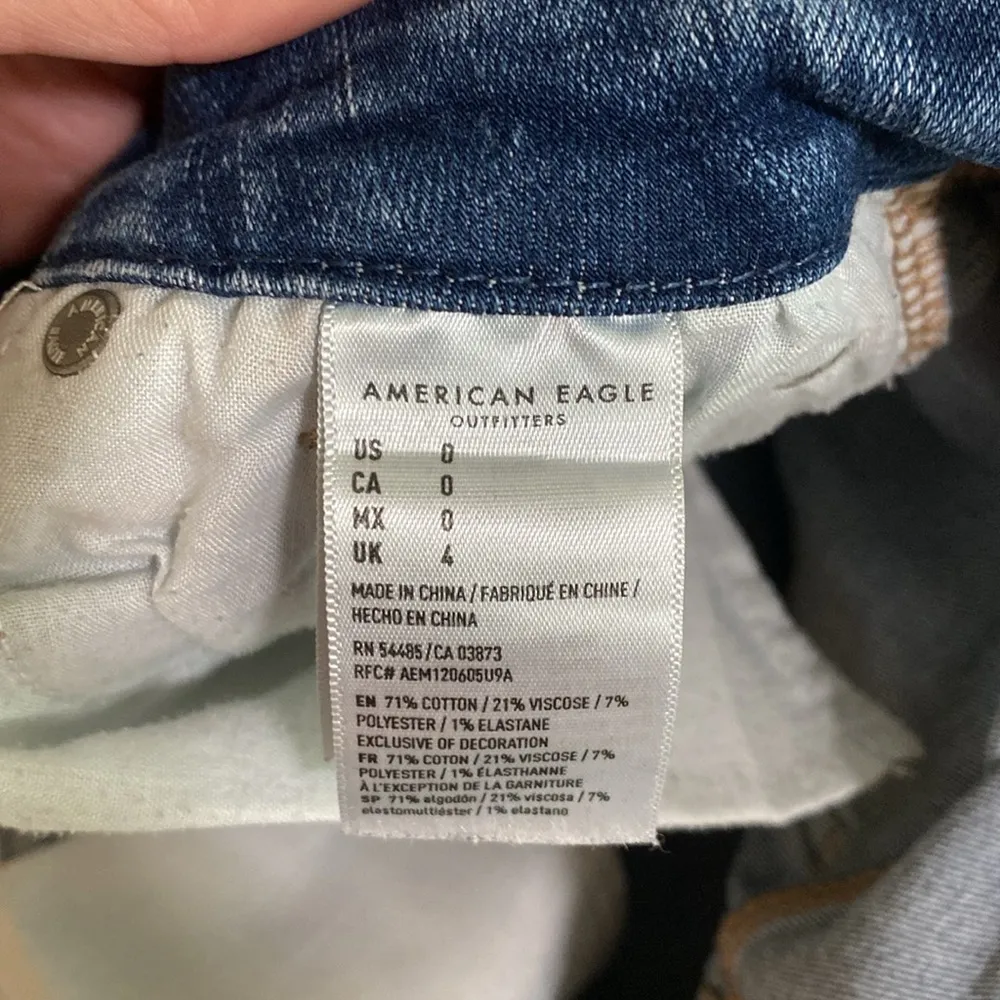 AMERICAN EAGLE
OUTFITTERS
US 0
CA 0
MX 0
UK 4
MADE IN CHINA / FABRIQUÉ EN CHINE /
HECHO EN CHINA
RN 54485 / CA 03873
RFC# AEM120605U9A
EN 71% COTTON / 21% VISCOSE / 7%
POLYESTER / 1% ELASTANE
EXCLUSIVE OF DECORATION
FR 71% COTON / 21% VISCOSE / 7%
POLYESTER / 1% ÉLASTHANNE
À L'EXCEPTION DE LA GARNITURE
SP 71% algodón / 21% viscosa / 7%
elastomultiéster / 1% elastano
AMERICAN